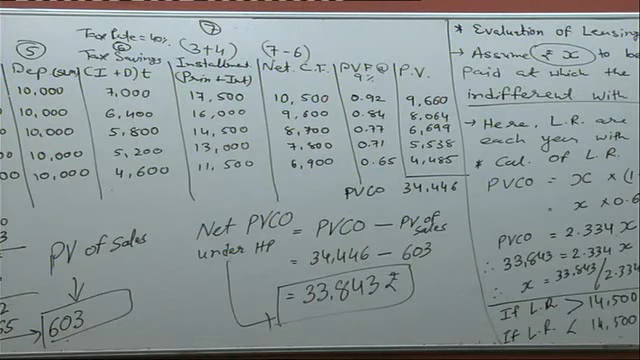 Tax Rate = 40%
⑤ ⑥ ⑦
(3+4) (7-6)
Dep (SLM) Tax Savings (I + D) t Installment (Prin + Int) Net C.F. PVF @ 9% P.V.
10,000 7,000 17,500 10,500 0.92 9,660
10,000 6,400 16,000 9,600 0.84 8,064
10,000 5,800 14,500 8,700 0.77 6,699
10,000 5,200 13,000 7,800 0.71 5,538
10,000 4,600 11,500 6,900 0.65 4,485
PVCO 34,446
PV of Sales
603
Net PVCO under HP = PVCO - PV of Sales
= 34,446 - 603
= 33,843 ₹
* Evaluation of Leasing
→ Assume ₹ x to be
paid at which the
indifferent with
→ Here, L.R. are
each year with
* Cal. of L.R.
PVCO = x × (1
= x × 0.6
PVCO = 2.334 x
∴ 33,843 = 2.334 x
∴ x = 33,843 / 2.334
If L.R. > 14,500
If L.R. < 14,500